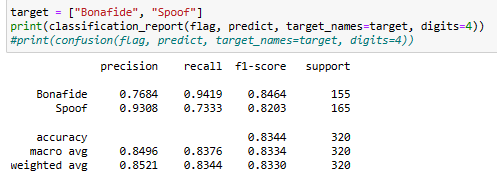 target = ["Bonafide", "Spoof"]
print(classification_report(flag, predict, target_names=target, digits=4))
#print(confusion(flag, predict, target_names=target, digits=4))
precision recall f1-score support
Bonafide 0.7684 0.9419 0.8464 155
Spoof 0.9308 0.7333 0.8203 165
accuracy 0.8344 320
macro avg 0.8496 0.8376 0.8334 320
weighted avg 0.8521 0.8344 0.8330 320